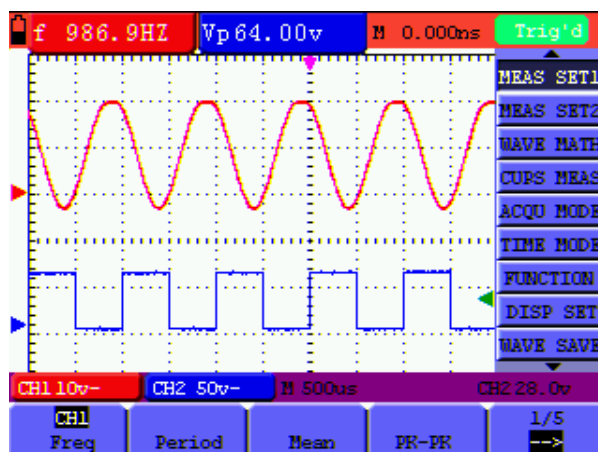 f 986.9HZ Vp64.00v M 0.000ns Trig'd
MEAS SET1
MEAS SET2
WAVE MATH
CURS MEAS
ACQU MODE
TIME MODE
FUNCTION
DISP SET
WAVE SAVE
CH1 10v- CH2 50v- M 500us CH2 28.0v
CH1
Freq Period Mean PK-PK
1/5
-->